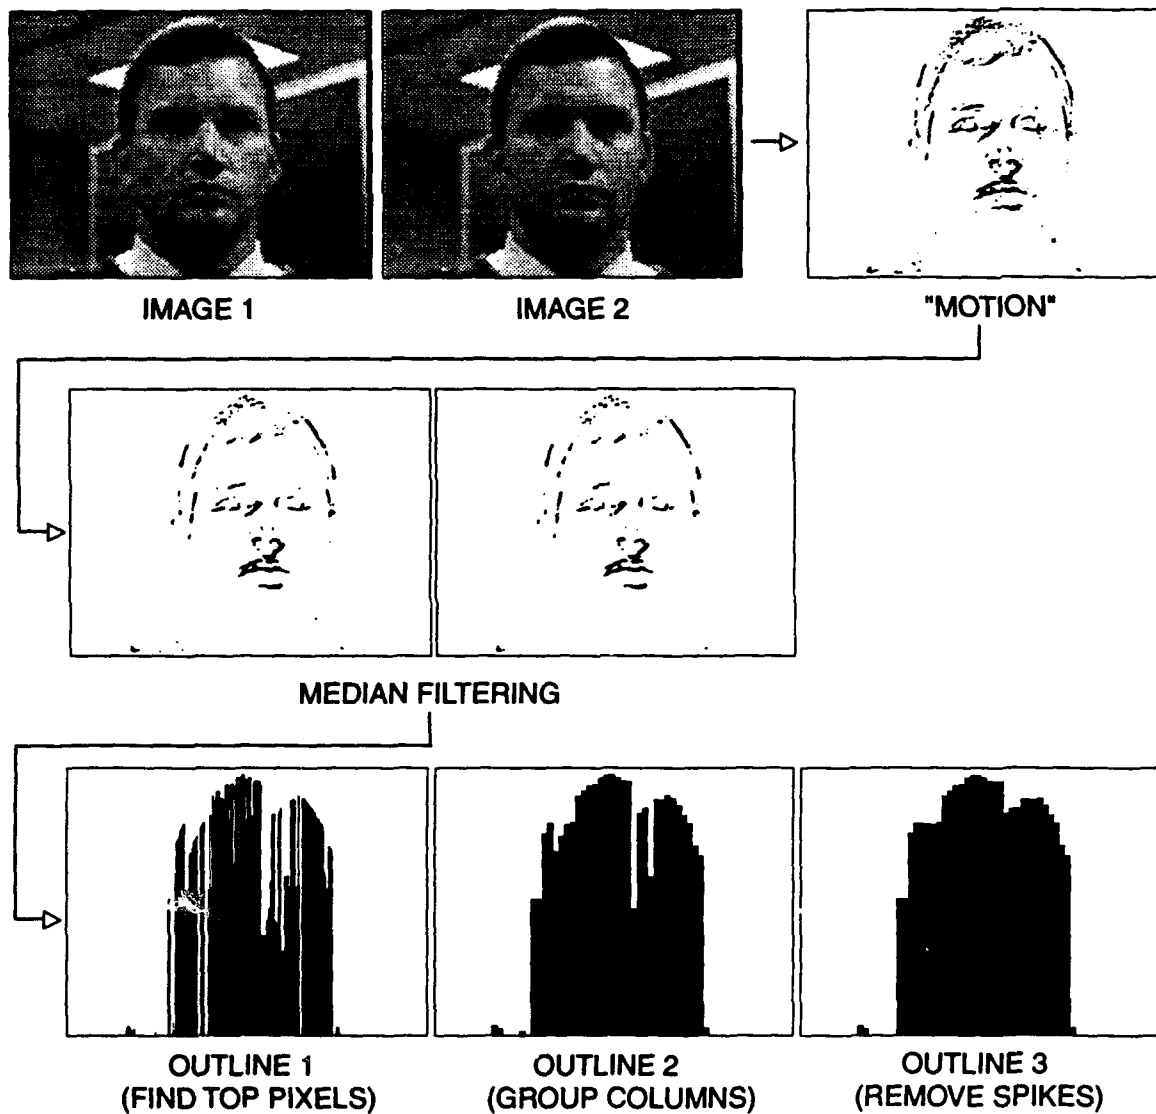 IMAGE 1
IMAGE 2
"MOTION"
MEDIAN FILTERING
OUTLINE 1
(FIND TOP PIXELS)
OUTLINE 2
(GROUP COLUMNS)
OUTLINE 3
(REMOVE SPIKES)